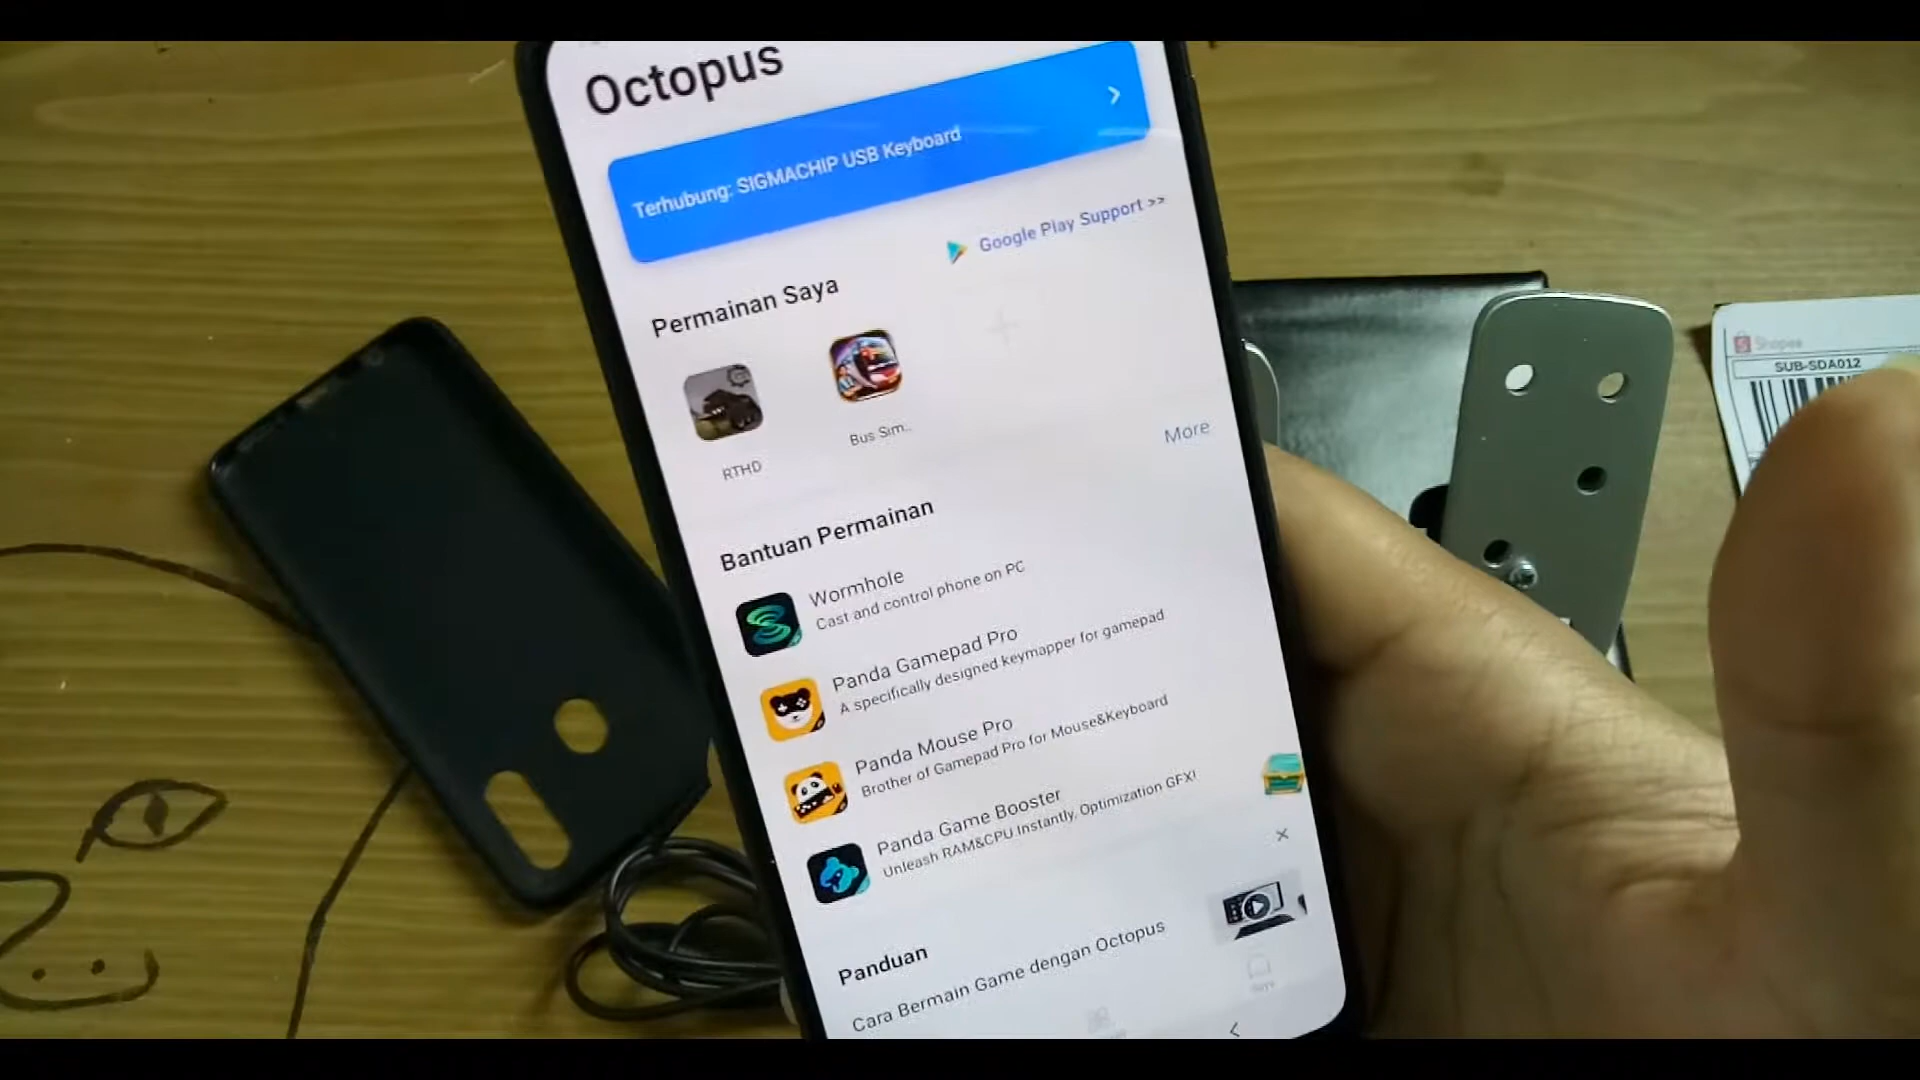 Octopus
Terhubung: SIGMACHIP USB Keyboard
Google Play Support >>
Permainan Saya
RTHD
Bus Sim..
More
Bantuan Permainan
Wormhole
Cast and control phone on PC
Panda Gamepad Pro
A specifically designed keymapper for gamepad
Panda Mouse Pro
Brother of Gamepad Pro for Mouse&Keyboard
Panda Game Booster
Unleash RAM&CPU Instantly, Optimization GFX!
Panduan
Cara Bermain Game dengan Octopus
Shopee
SUB-SDA012